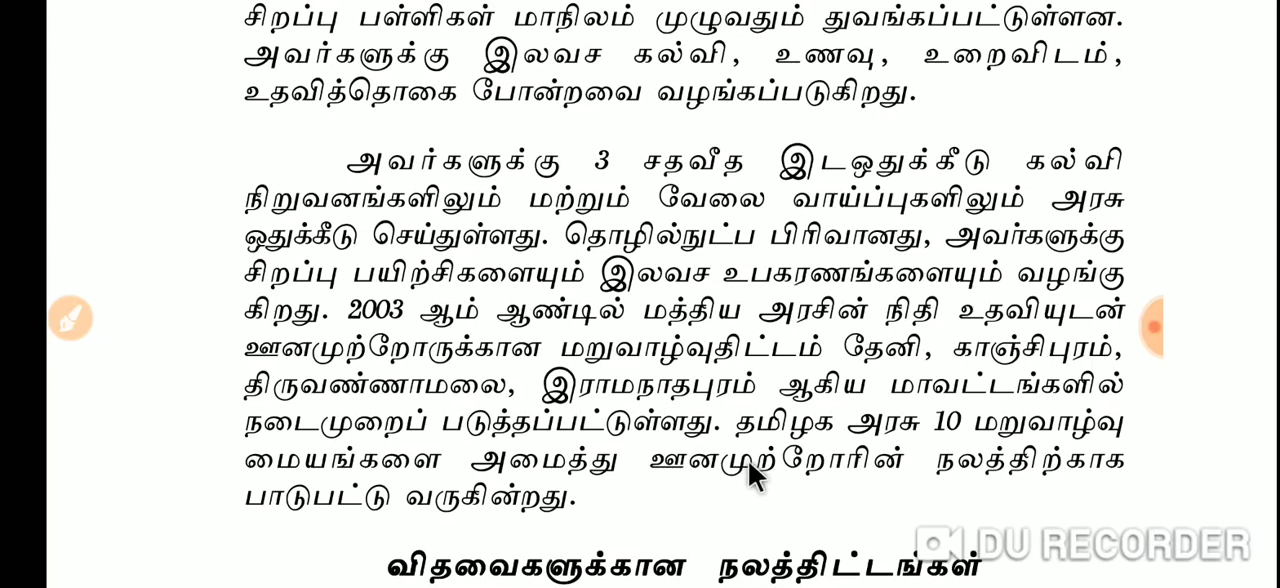 சிறப்பு பள்ளிகள் மாநிலம் முழுவதும் துவங்கப்பட்டுள்ளன.
அவர்களுக்கு இலவச கல்வி, உணவு, உறைவிடம்,
உதவித்தொகை போன்றவை வழங்கப்படுகிறது.
அவர்களுக்கு 3 சதவீத இடஒதுக்கீடு கல்வி
நிறுவனங்களிலும் மற்றும் வேலை வாய்ப்புகளிலும் அரசு
ஒதுக்கீடு செய்துள்ளது. தொழில்நுட்ப பிரிவானது, அவர்களுக்கு
சிறப்பு பயிற்சிகளையும் இலவச உபகரணங்களையும் வழங்கு
கிறது. 2003 ஆம் ஆண்டில் மத்திய அரசின் நிதி உதவியுடன்
ஊனமுற்றோருக்கான மறுவாழ்வுதிட்டம் தேனி, காஞ்சிபுரம்,
திருவண்ணாமலை, இராமநாதபுரம் ஆகிய மாவட்டங்களில்
நடைமுறைப் படுத்தப்பட்டுள்ளது. தமிழக அரசு 10 மறுவாழ்வு
மையங்களை அமைத்து ஊனமுற்றோரின் நலத்திற்காக
பாடுபட்டு வருகின்றது.
DU RECORDER
விதவைகளுக்கான நலத்திட்டங்கள்